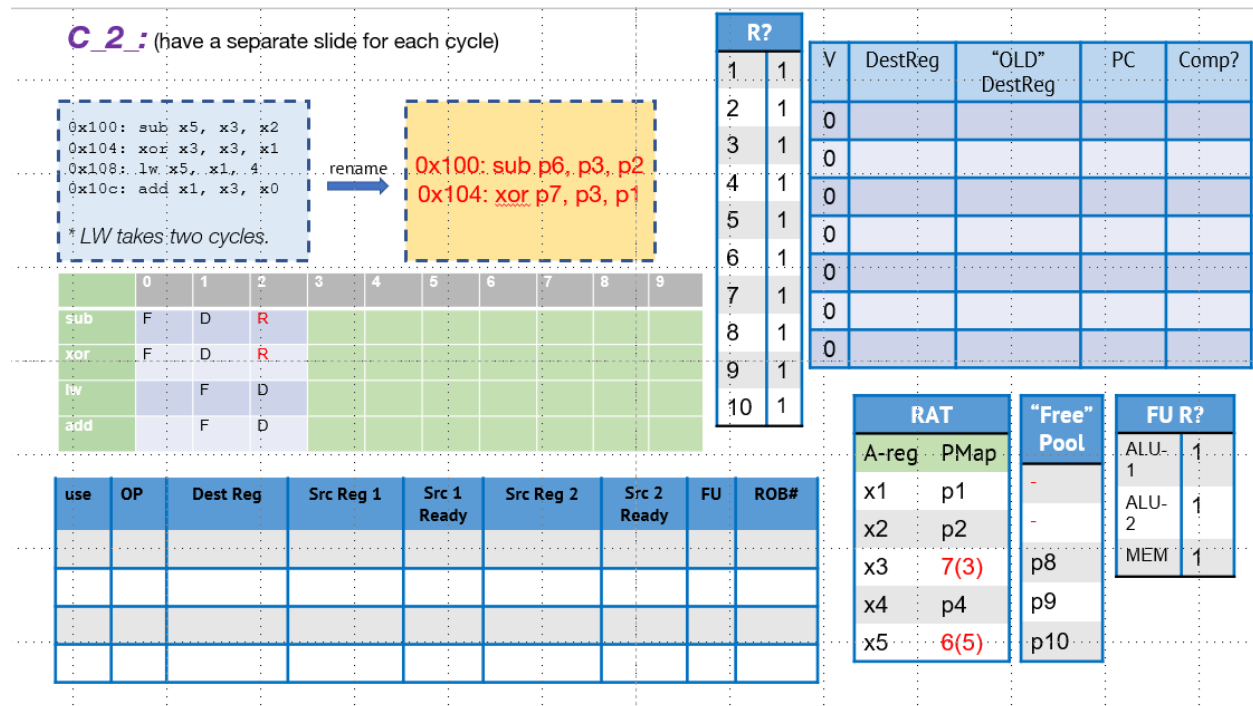 C_2_: (have a separate slide for each cycle)
0x100: sub x5, x3, x2
0x104: xor x3, x3, x1
0x108: lw x5, x1, 4
0x10c: add x1, x3, x0
* LW takes two cycles.
rename
0x100: sub p6, p3, p2
0x104: xor p7, p3, p1
0 1 2 3 4 5 6 7 8 9
sub F D R
xor F D R
lw F D
add F D
R?
1 1
2 1
3 1
4 1
5 1
6 1
7 1
8 1
9 1
10 1
V DestReg "OLD" DestReg PC Comp?
0
0
0
0
0
0
0
use OP Dest Reg Src Reg 1 Src 1 Ready Src Reg 2 Src 2 Ready FU ROB#
RAT
A-reg PMap
x1 p1
x2 p2
x3 7(3)
x4 p4
x5 6(5)
"Free"
Pool
-
-
p8
p9
p10
FU R?
ALU-1 1
ALU-2 1
MEM 1